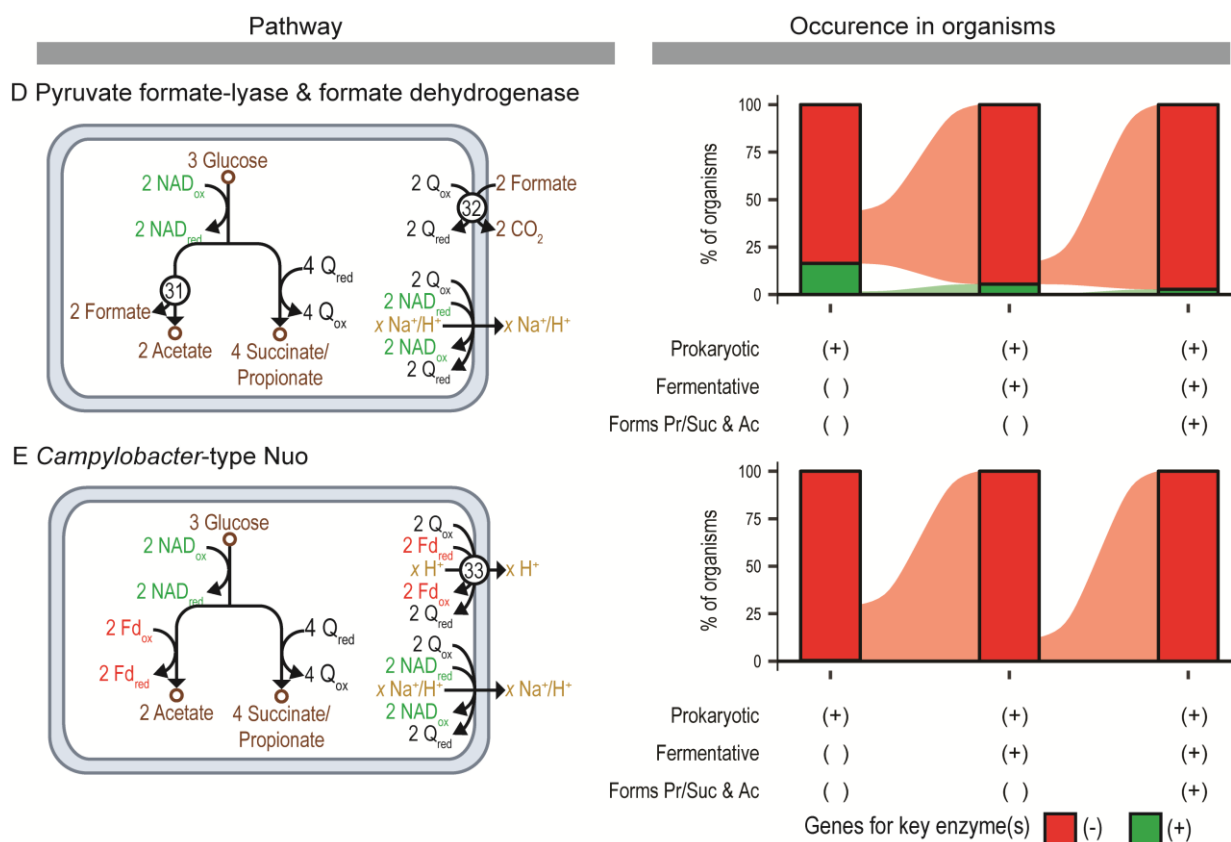 Pathway
Occurence in organisms
D Pyruvate formate-lyase & formate dehydrogenase
3 Glucose
2 NADox
2 NADred
31
2 Formate
2 Acetate
4 Qred
4 Qox
4 Succinate/
Propionate
2 Qox
2 Formate
32
2 Qred
2 CO2
2 Qox
2 NADred
x Na⁺/H⁺
x Na⁺/H⁺
2 NADox
2 Qred
% of organisms
100
75
50
25
0
Prokaryotic (+) (+) (+)
Fermentative ( ) (+) (+)
Forms Pr/Suc & Ac ( ) ( ) (+)
E Campylobacter-type Nuo
3 Glucose
2 NADox
2 NADred
2 Fdox
2 Fdred
2 Acetate
4 Qred
4 Qox
4 Succinate/
Propionate
2 Qox
2 Fdred
x H⁺
33
x H⁺
2 Fdox
2 Qred
2 Qox
2 NADred
x Na⁺/H⁺
x Na⁺/H⁺
2 NADox
2 Qred
% of organisms
100
75
50
25
0
Prokaryotic (+) (+) (+)
Fermentative ( ) (+) (+)
Forms Pr/Suc & Ac ( ) ( ) (+)
Genes for key enzyme(s) (-) (+)